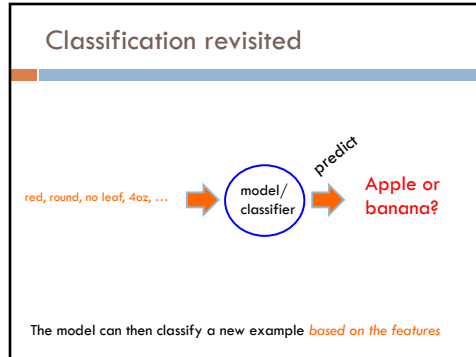 Classification revisited
predict
red, round, no leaf, 4oz, …
model/
classifier
Apple or
banana?
The model can then classify a new example based on the features